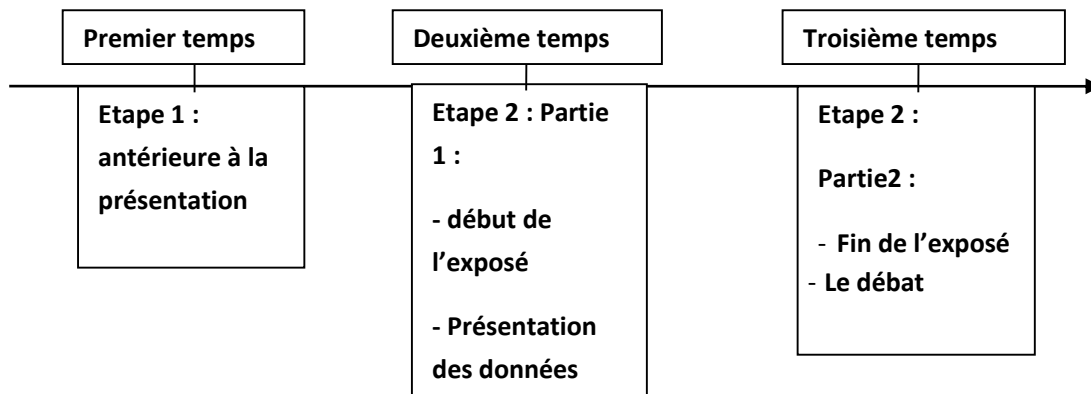 Premier temps
Deuxième temps
Troisième temps
Etape 1 :
antérieure à la
présentation
Etape 2 : Partie
1 :
- début de
l’exposé
- Présentation
des données
Etape 2 :
Partie2 :
- Fin de l’exposé
- Le débat